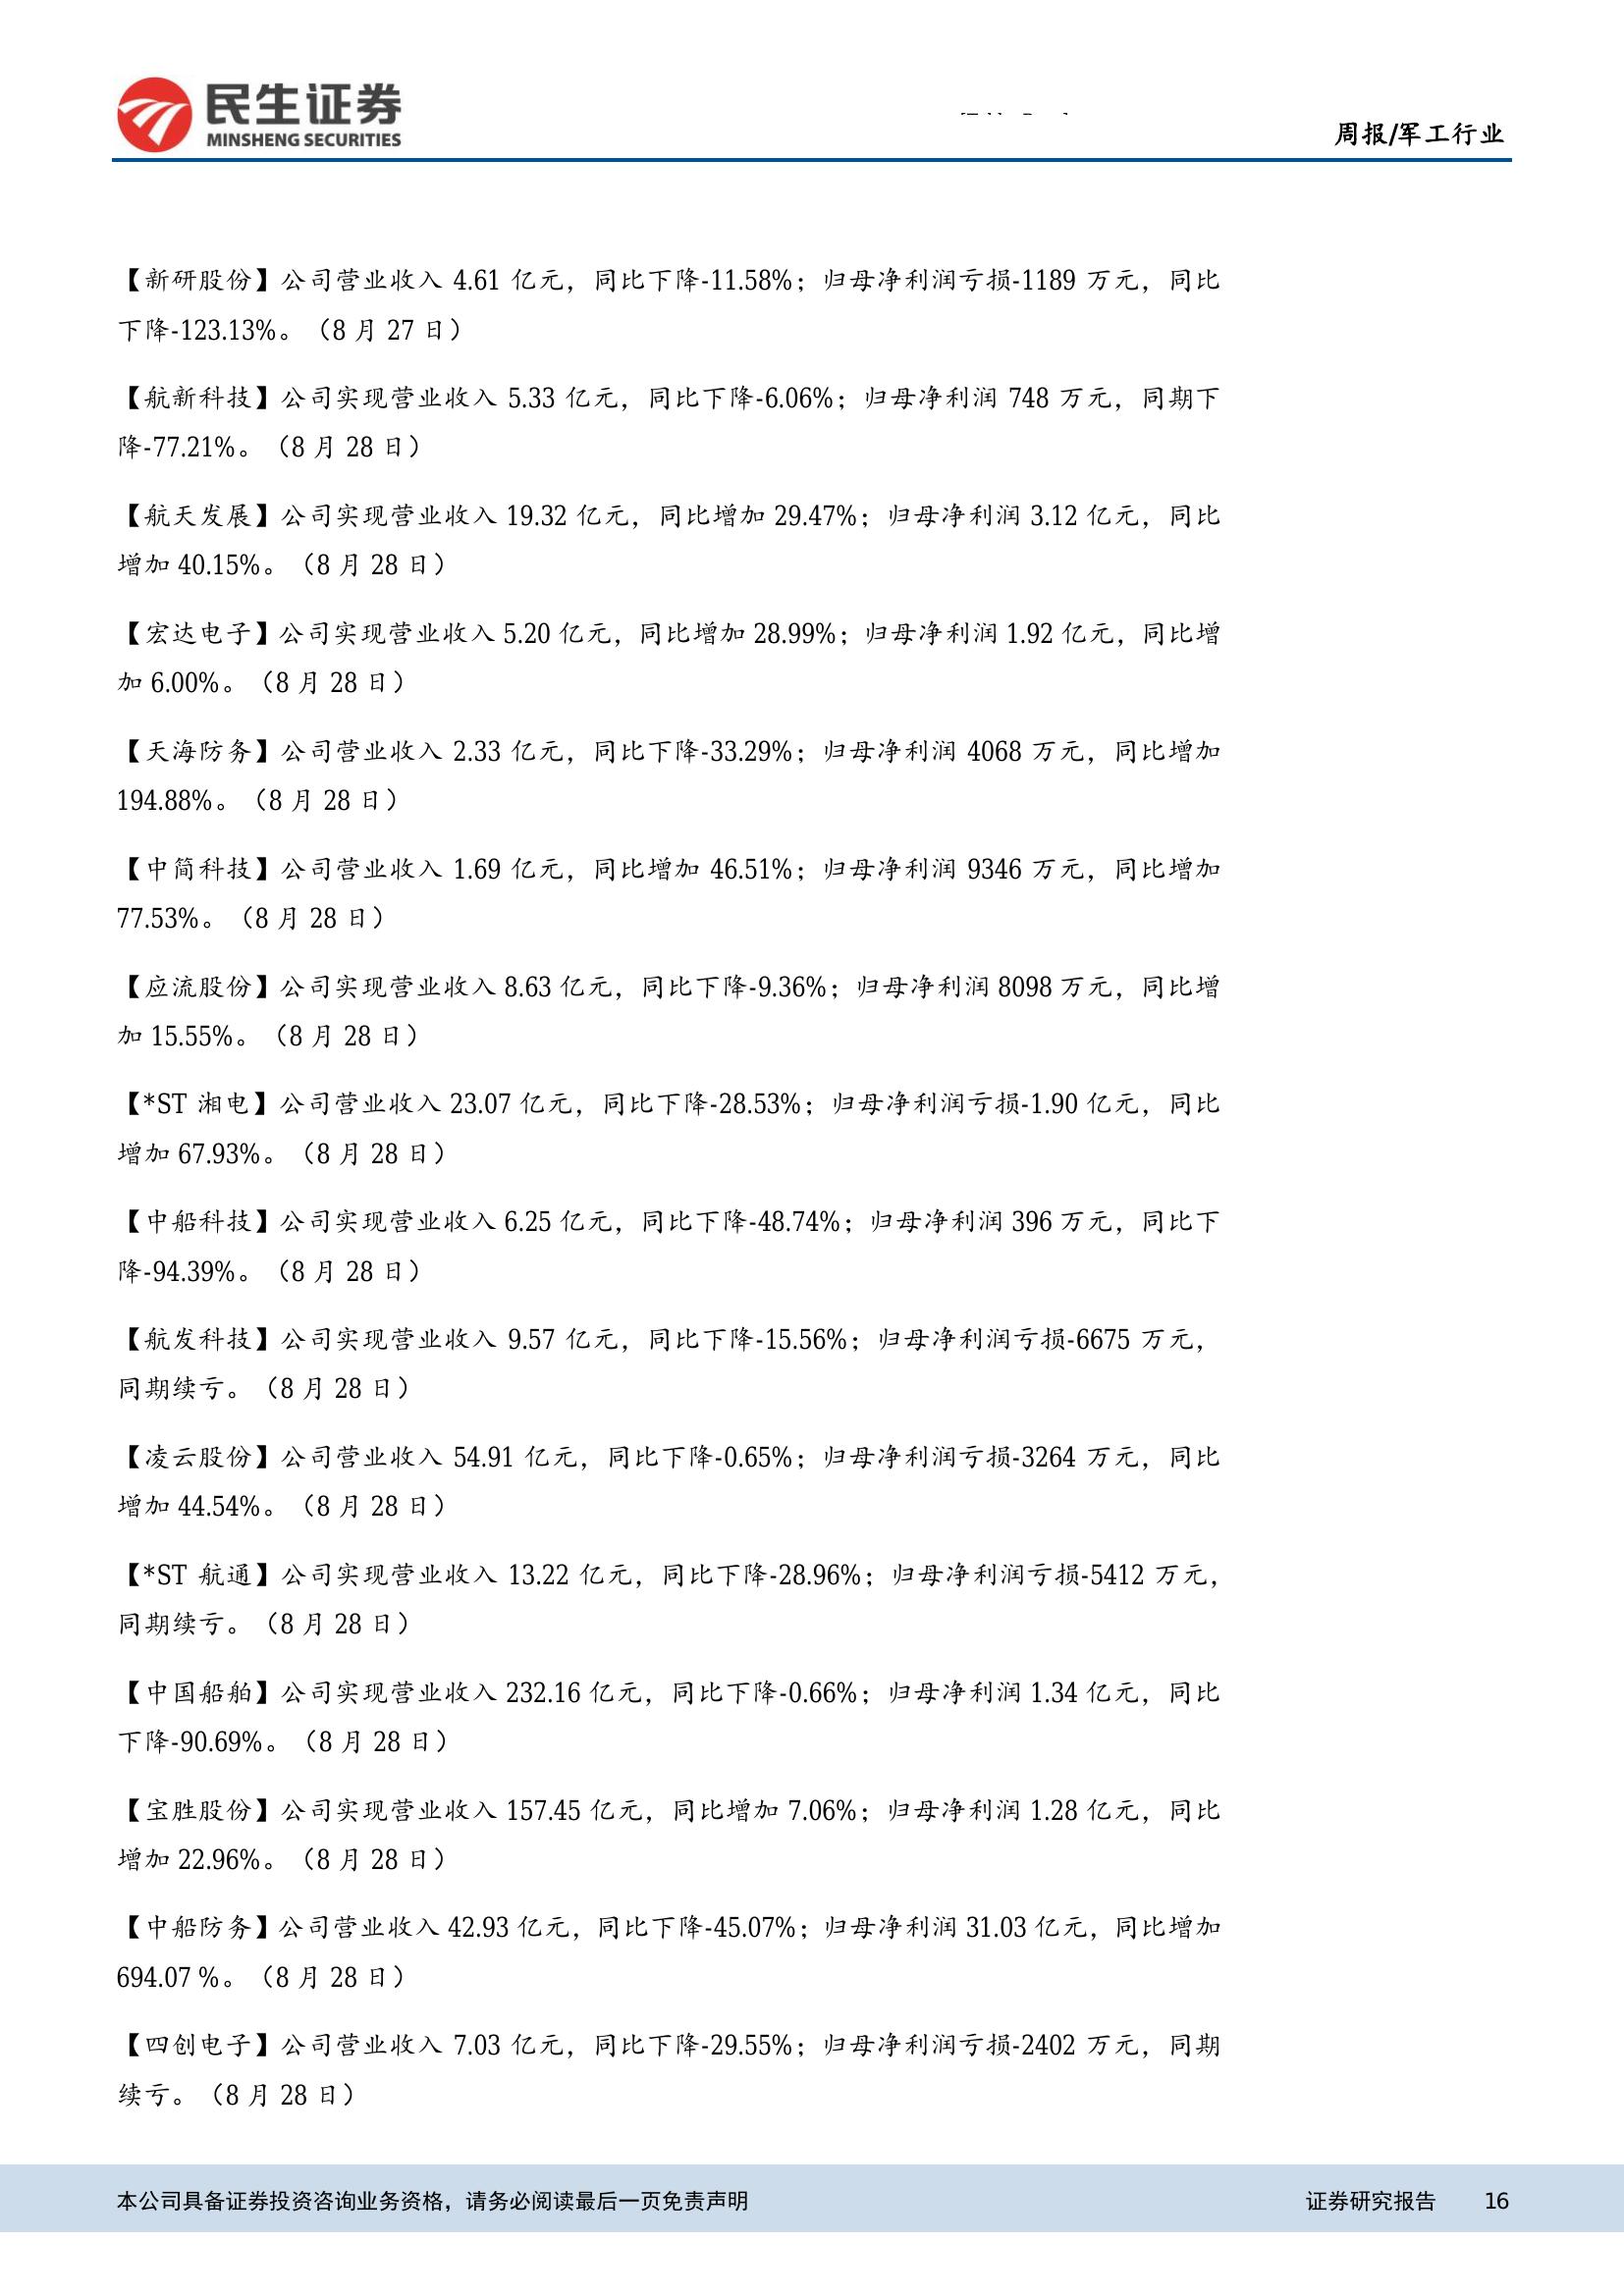 民生证券
MINSHENG SECURITIES
周报/军工行业
【新研股份】公司营业收入 4.61 亿元，同比下降-11.58%；归母净利润亏损-1189 万元，同比
下降-123.13%。（8 月 27 日）
【航新科技】公司实现营业收入 5.33 亿元，同比下降-6.06%；归母净利润 748 万元，同期下
降-77.21%。（8 月 28 日）
【航天发展】公司实现营业收入 19.32 亿元，同比增加 29.47%；归母净利润 3.12 亿元，同比
增加 40.15%。（8 月 28 日）
【宏达电子】公司实现营业收入 5.20 亿元，同比增加 28.99%；归母净利润 1.92 亿元，同比增
加 6.00%。（8 月 28 日）
【天海防务】公司营业收入 2.33 亿元，同比下降-33.29%；归母净利润 4068 万元，同比增加
194.88%。（8 月 28 日）
【中简科技】公司营业收入 1.69 亿元，同比增加 46.51%；归母净利润 9346 万元，同比增加
77.53%。（8 月 28 日）
【应流股份】公司实现营业收入 8.63 亿元，同比下降-9.36%；归母净利润 8098 万元，同比增
加 15.55%。（8 月 28 日）
【*ST 湘电】公司营业收入 23.07 亿元，同比下降-28.53%；归母净利润亏损-1.90 亿元，同比
增加 67.93%。（8 月 28 日）
【中船科技】公司实现营业收入 6.25 亿元，同比下降-48.74%；归母净利润 396 万元，同比下
降-94.39%。（8 月 28 日）
【航发科技】公司实现营业收入 9.57 亿元，同比下降-15.56%；归母净利润亏损-6675 万元，
同期续亏。（8 月 28 日）
【凌云股份】公司营业收入 54.91 亿元，同比下降-0.65%；归母净利润亏损-3264 万元，同比
增加 44.54%。（8 月 28 日）
【*ST 航通】公司实现营业收入 13.22 亿元，同比下降-28.96%；归母净利润亏损-5412 万元，
同期续亏。（8 月 28 日）
【中国船舶】公司实现营业收入 232.16 亿元，同比下降-0.66%；归母净利润 1.34 亿元，同比
下降-90.69%。（8 月 28 日）
【宝胜股份】公司实现营业收入 157.45 亿元，同比增加 7.06%；归母净利润 1.28 亿元，同比
增加 22.96%。（8 月 28 日）
【中船防务】公司营业收入 42.93 亿元，同比下降-45.07%；归母净利润 31.03 亿元，同比增加
694.07 %。（8 月 28 日）
【四创电子】公司营业收入 7.03 亿元，同比下降-29.55%；归母净利润亏损-2402 万元，同期
续亏。（8 月 28 日）
本公司具备证券投资咨询业务资格，请务必阅读最后一页免责声明
证券研究报告 16